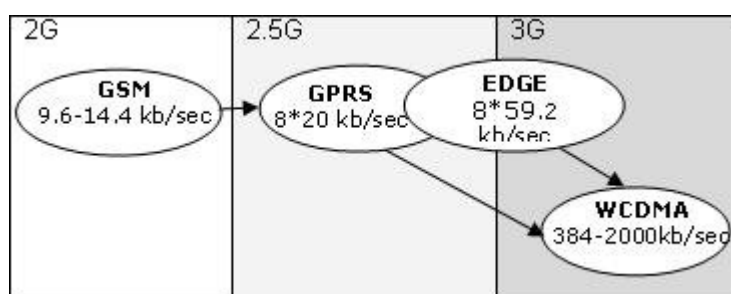 2G
2.5G
3G
GSM
9.6-14.4 kb/sec
GPRS
8*20 kb/sec
EDGE
8*59.2
kb/sec
WCDMA
384-2000kb/sec